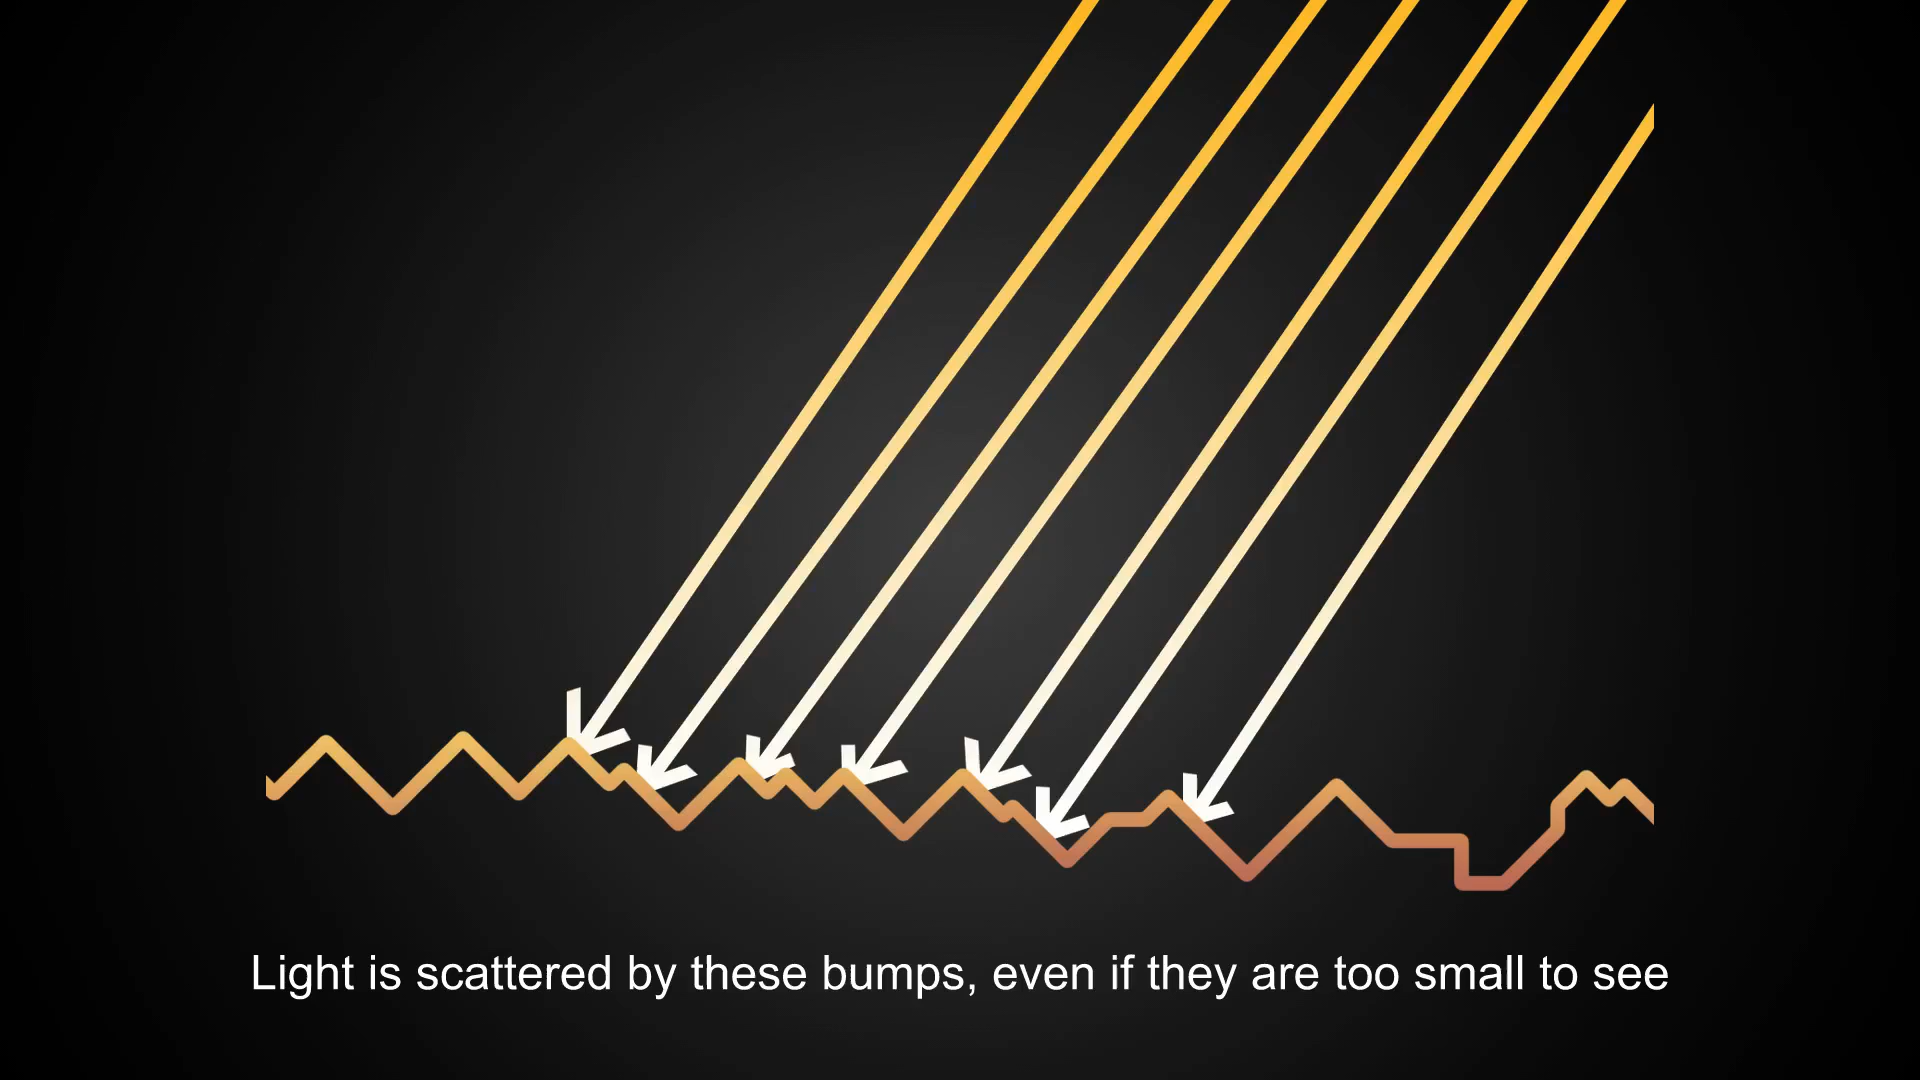 Light is scattered by these bumps, even if they are too small to see